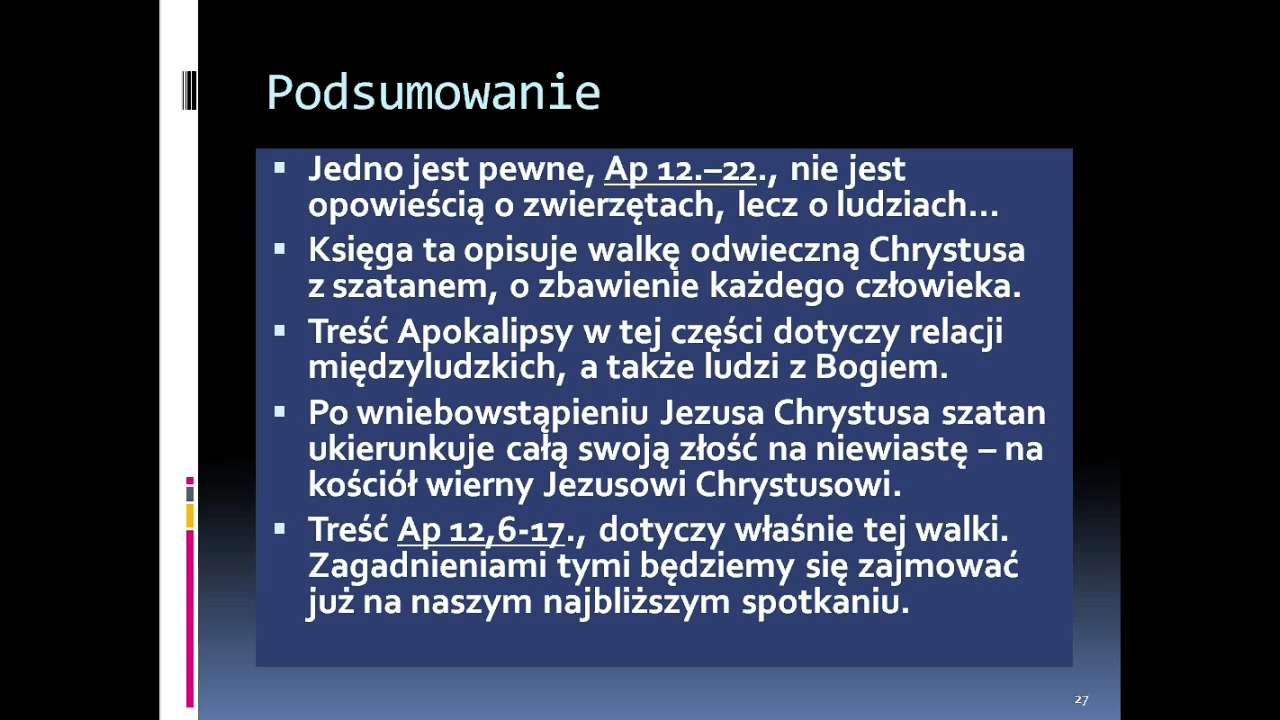 Podsumowanie
▪ Jedno jest pewne, Ap 12.–22., nie jest
opowieścią o zwierzętach, lecz o ludziach...
▪ Księga ta opisuje walkę odwieczną Chrystusa
z szatanem, o zbawienie każdego człowieka.
▪ Treść Apokalipsy w tej części dotyczy relacji
międzyludzkich, a także ludzi z Bogiem.
▪ Po wniebowstąpieniu Jezusa Chrystusa szatan
ukierunkuje całą swoją złość na niewiastę – na
kościół wierny Jezusowi Chrystusowi.
▪ Treść Ap 12,6-17., dotyczy właśnie tej walki.
Zagadnieniami tymi będziemy się zajmować
już na naszym najbliższym spotkaniu.
27